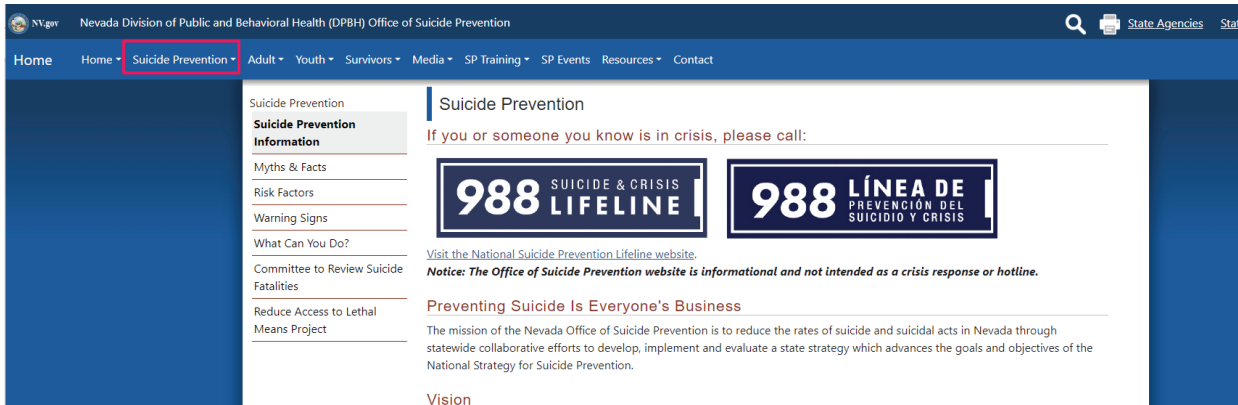 NV.gov Nevada Division of Public and Behavioral Health (DPBH) Office of Suicide Prevention State Agencies
Home Home Suicide Prevention Adult Youth Survivors Media SP Training SP Events Resources Contact
Suicide Prevention
Suicide Prevention
Information
Myths & Facts
Risk Factors
Warning Signs
What Can You Do?
Committee to Review Suicide
Fatalities
Reduce Access to Lethal
Means Project
Suicide Prevention
If you or someone you know is in crisis, please call:
988 SUICIDE & CRISIS
LIFELINE
988 LÍNEA DE
PREVENCIÓN DEL
SUICIDIO Y CRISIS
Visit the National Suicide Prevention Lifeline website.
Notice: The Office of Suicide Prevention website is informational and not intended as a crisis response or hotline.
Preventing Suicide Is Everyone's Business
The mission of the Nevada Office of Suicide Prevention is to reduce the rates of suicide and suicidal acts in Nevada through
statewide collaborative efforts to develop, implement and evaluate a state strategy which advances the goals and objectives of the
National Strategy for Suicide Prevention.
Vision